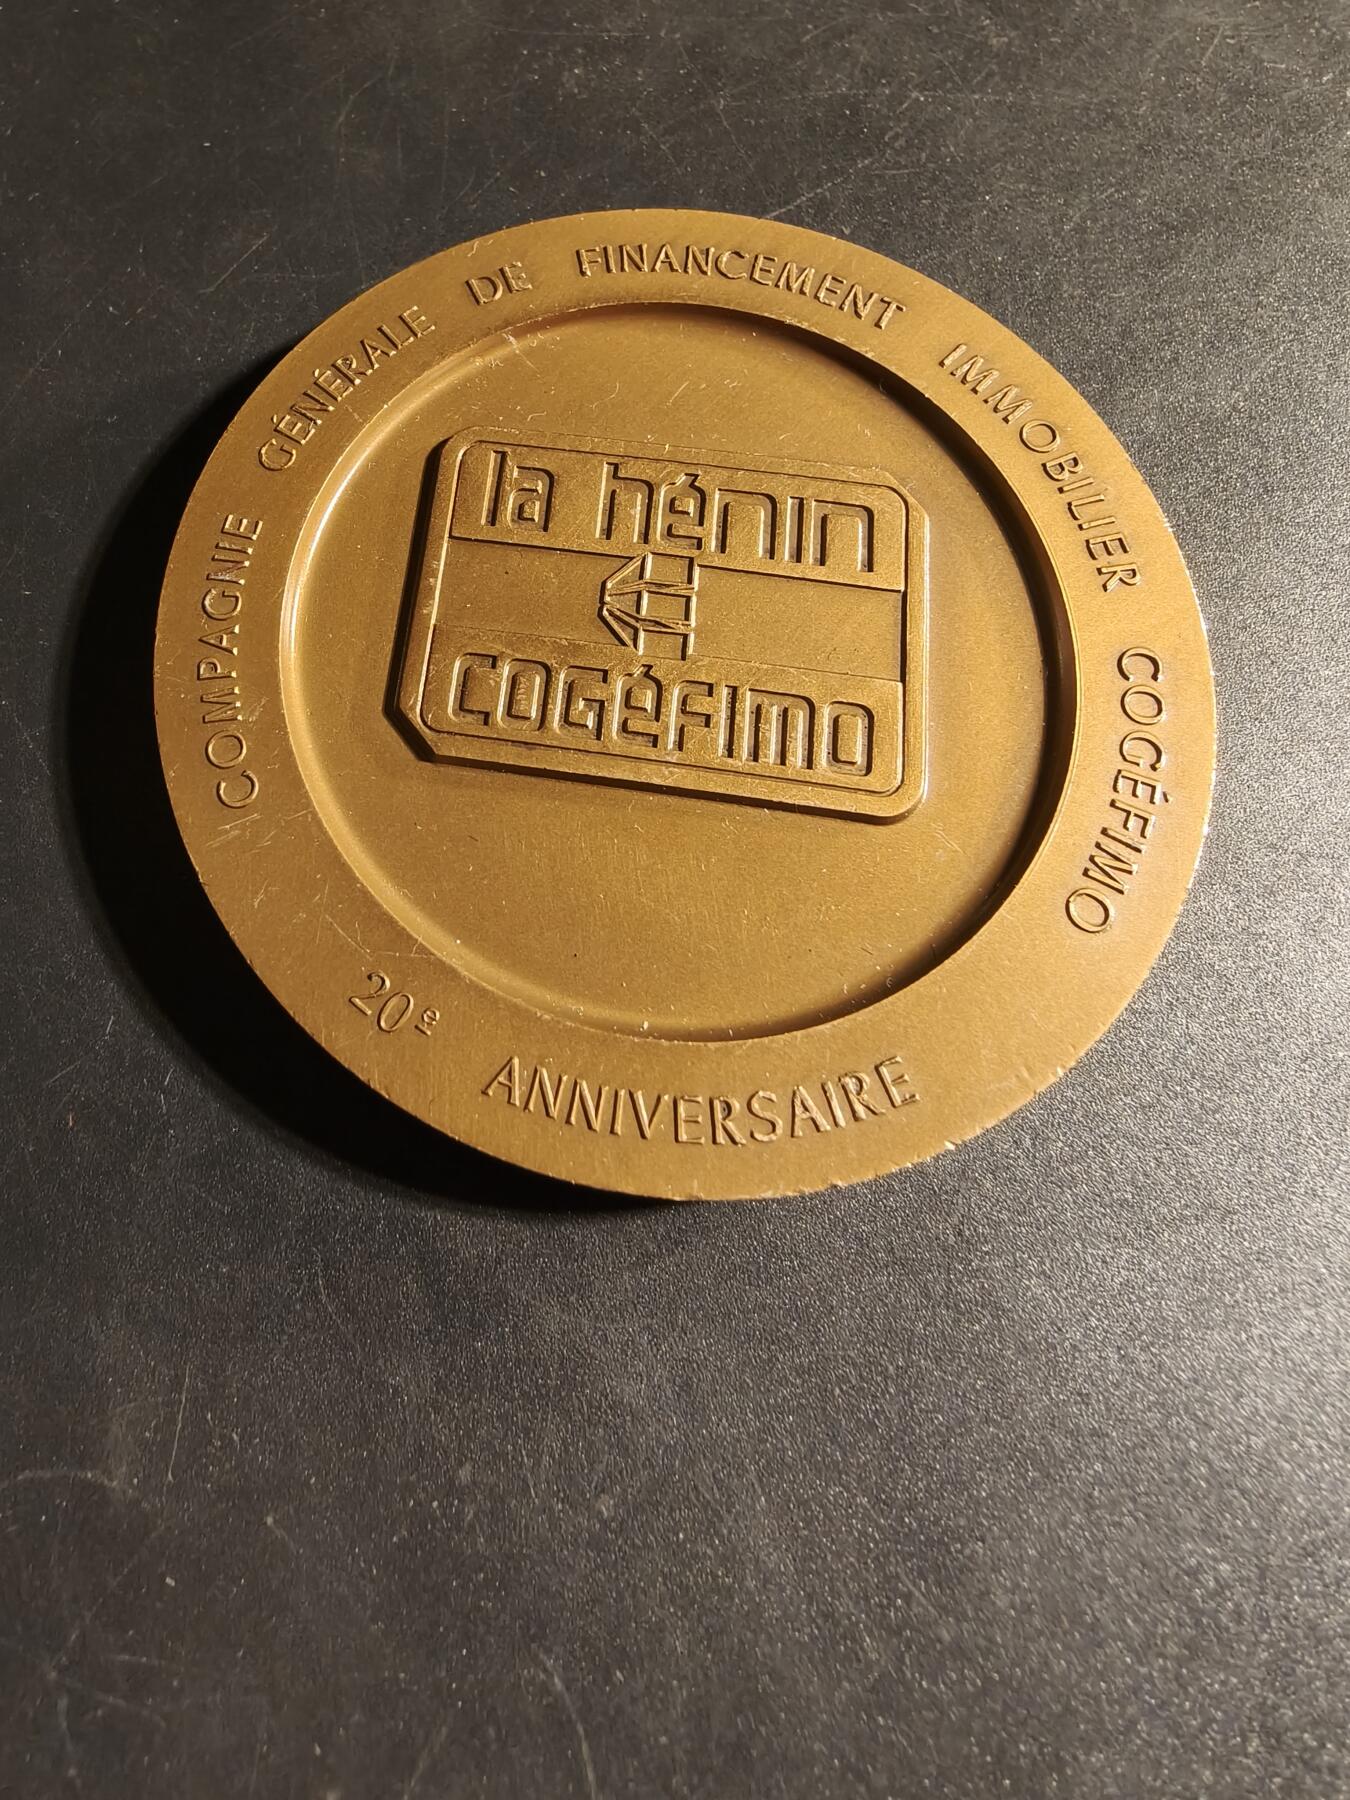 COMPAGNIE GÉNÉRALE DE FINANCEMENT IMMOBILIER COGÉFIMO
la hénin
COGéFIMO
20e ANNIVERSAIRE